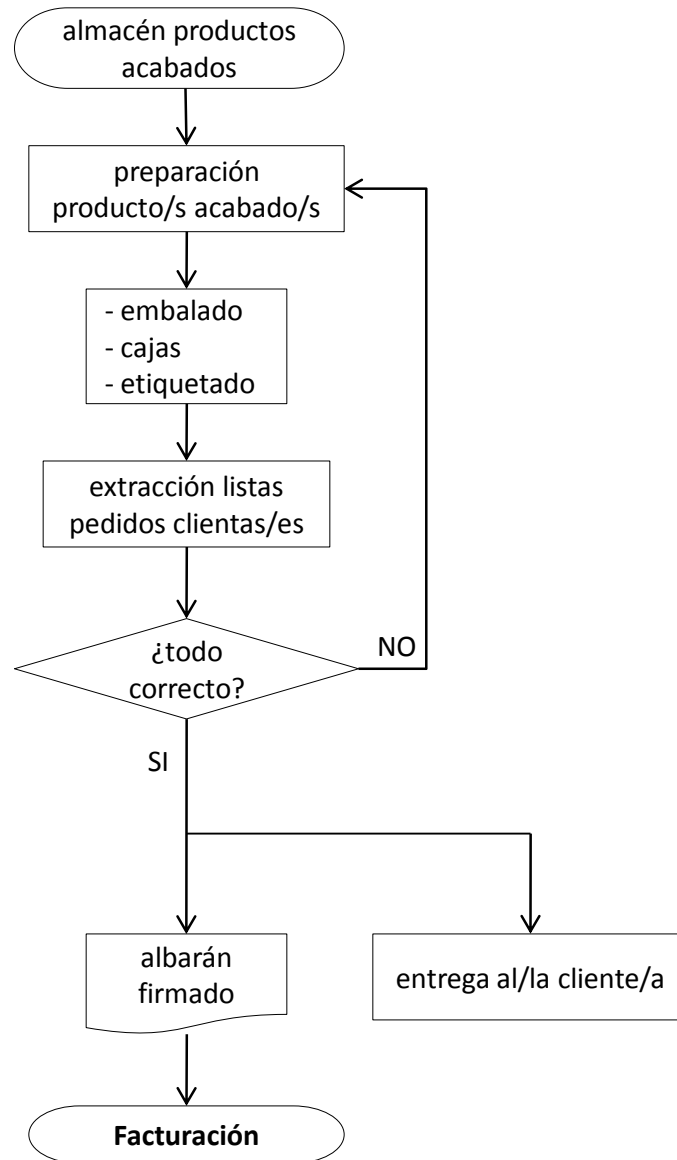 almacén productos
acabados
preparación
producto/s acabado/s
- embalado
- cajas
- etiquetado
extracción listas
pedidos clientas/es
¿todo
correcto?
NO
SI
albarán
firmado
entrega al/la cliente/a
Facturación